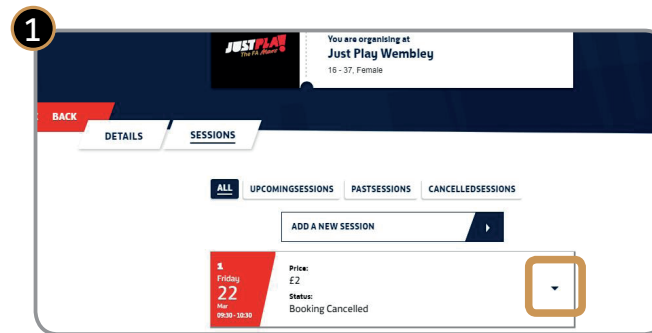 1
JUST PLAY!
The FA
You are organising at
Just Play Wembley
16 - 37, Female
BACK
DETAILS
SESSIONS
ALL
UPCOMINGSESSIONS
PASTSESSIONS
CANCELLEDSESSIONS
ADD A NEW SESSION
1
Friday
22
Mar
09:30 - 10:30
Price:
£2
Status:
Booking Cancelled